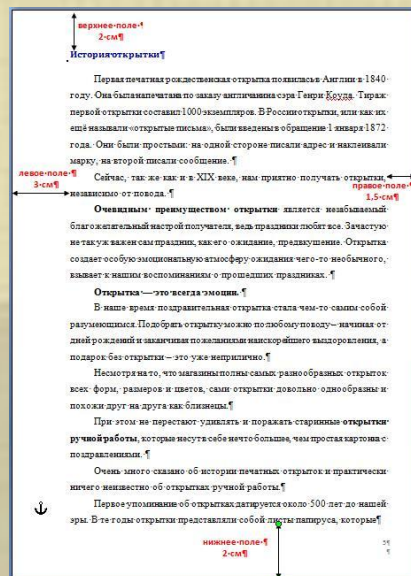 верхнее·поле·¶
2·см¶
История·открытки¶
Первая·печатная·рождественская·открытка·появилась·в·Англии·в·1840·
году.·Она·была·напечатана·по·заказу·англичанина·сэра·Генри·Коула.·Тираж·
первой·открытки·составил·1000·экземпляров.·В·России·открытки,·или·как·их·
ещё·называли·«открытые·письма»,·были·введены·в·обращение·1·января·1872·
года.·Они·были·простыми:·на·одной·стороне·писали·адрес·и·наклеивали·
марку,·на·второй·писали·сообщение.·¶
левое·поле·¶
3·см¶
Сейчас,·так·же·как·и·в·XIX·веке,·нам·приятно·получать·открытки,·
независимо·от·повода.·¶
правое·поле·¶
1,5·см¶
Очевидным·преимуществом·открытки·является·незабываемый·
благожелательный·настрой·получателя,·ведь·праздники·любят·все.·Зачастую·
не·так·уж·важен·сам·праздник,·как·его·ожидание,·предвкушение.·Открытка·
создает·особую·эмоциональную·атмосферу·ожидания·чего-то·необычного,·
взывает·к·нашим·воспоминаниям·о·прошедших·праздниках.·¶
Открытка·—·это·всегда·эмоции.·¶
В·наше·время·поздравительная·открытка·стала·чем-то·самим·собой·
разумеющимся.·Подобрать·открытку·можно·по·любому·поводу–·начиная·от·
дней·рождений·и·заканчивая·пожеланиями·наискорейшего·выздоровления,·а·
подарок·без·открытки·–·это·уже·неприлично.·¶
Несмотря·на·то,·что·магазины·полны·самых·разнообразных·открыток·
всех·форм,·размеров·и·цветов,·сами·открытки·довольно·однообразны·и·
похожи·друг·на·друга·как·близнецы.¶
При·этом·не·перестают·удивлять·и·поражать·старинные·открытки·
ручной·работы,·которые·несут·в·себе·нечто·большее,·чем·простая·картонка·с·
поздравлениями.·¶
Очень·много·сказано·об·истории·печатных·открыток·и·практически·
ничего·неизвестно·об·открытках·ручной·работы.¶
Первое·упоминание·об·открытках·датируется·около·500·лет·до·нашей·
эры.·В·те·годы·открытки·представляли·собой·листы·папируса,·которые¶
нижнее·поле·¶
2·см¶